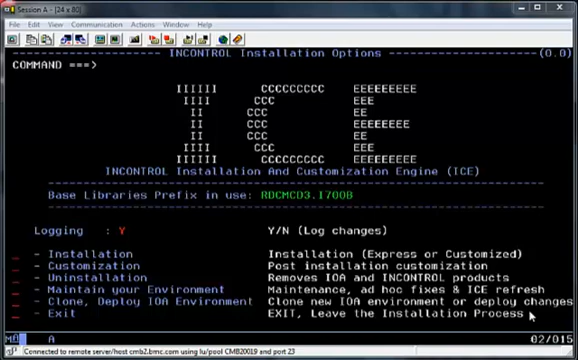 Session A - [24 x 80]
File Edit View Communication Actions Window Help
INCONTROL Installation Options (0.0)
COMMAND ===>
IIIIII CCCCCCCCC EEEEEEEEE
IIII CCC EEE
II CCC EE
II CCC EEEEEEEE
II CCC EE
IIII CCC EEE
IIIIII CCCCCCCCC EEEEEEEEE
INCONTROL Installation And Customization Engine (ICE)
Base Libraries Prefix in use: RDCMCD3.1700B
Logging : Y Y/N (Log changes)
_ - Installation Installation (Express or Customized)
_ - Customization Post installation customization
_ - Uninstallation Removes IOA and INCONTROL products
_ - Maintain your Environment Maintenance, ad hoc fixes & ICE refresh
_ - Clone, Deploy IOA Environment Clone new IOA environment or deploy changes
_ - Exit EXIT, Leave the Installation Process
A 02/015
Connected to remote server/host cmb2.bmc.com using lu/pool CMB20019 and port 23